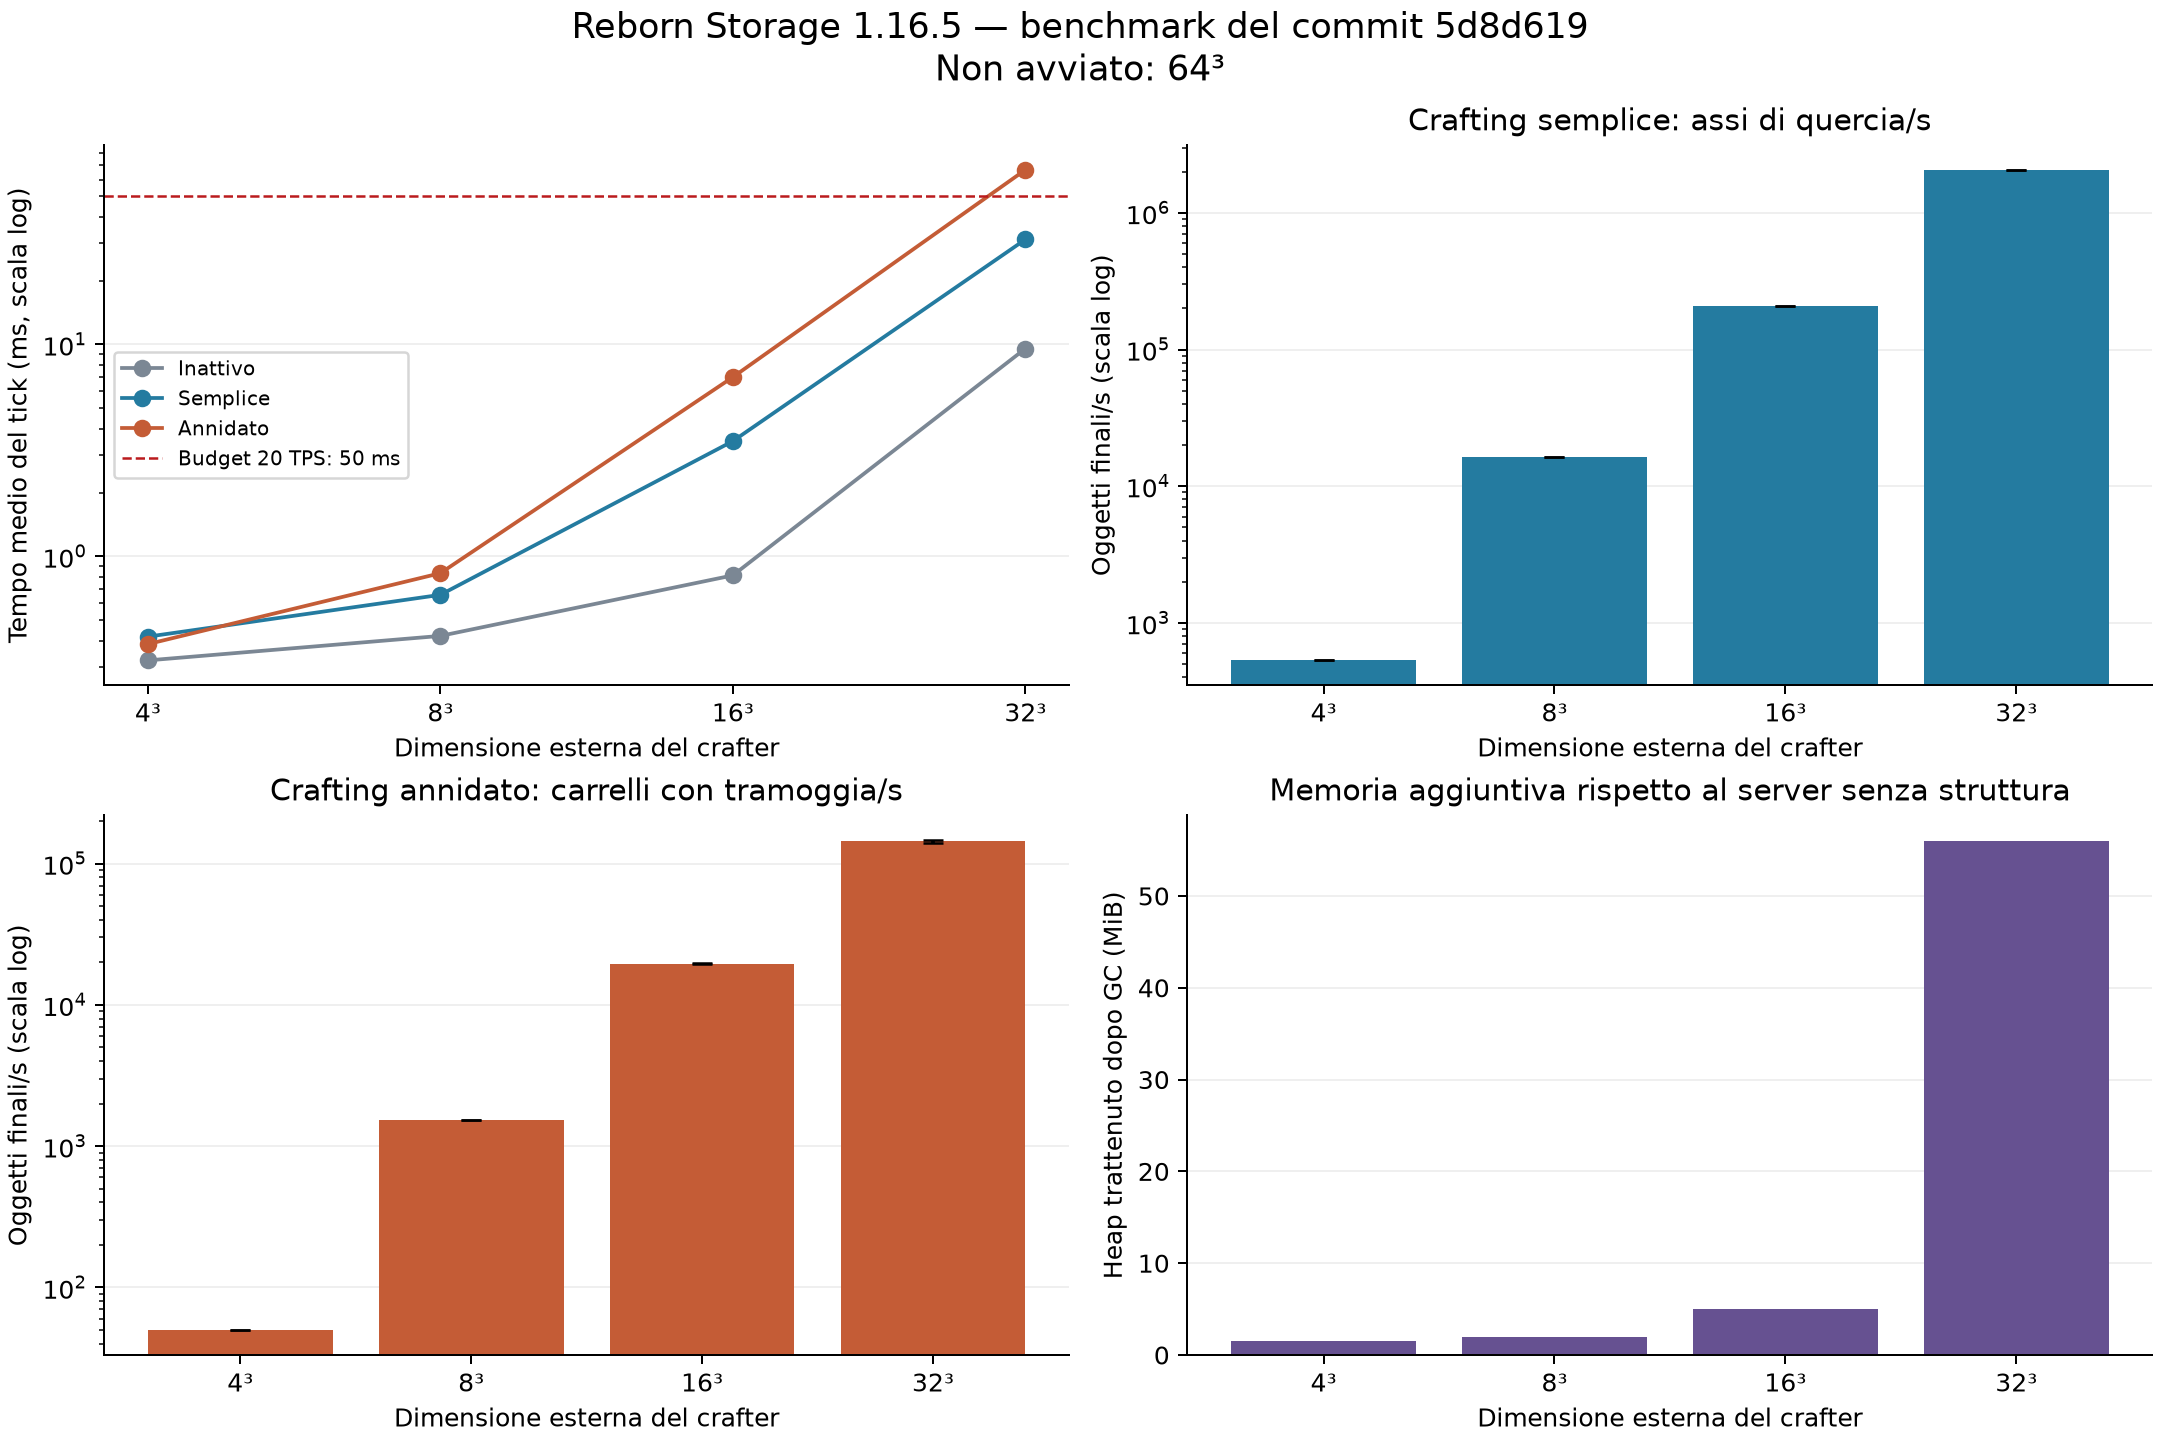 Reborn Storage 1.16.5 — benchmark del commit 5d8d619
Non avviato: 64³
Tempo medio del tick (ms, scala log)
10¹
10⁰
Inattivo
Semplice
Annidato
Budget 20 TPS: 50 ms
4³ 8³ 16³ 32³
Dimensione esterna del crafter
Crafting semplice: assi di quercia/s
Oggetti finali/s (scala log)
10⁶
10⁵
10⁴
10³
4³ 8³ 16³ 32³
Dimensione esterna del crafter
Crafting annidato: carrelli con tramoggia/s
Oggetti finali/s (scala log)
10⁵
10⁴
10³
10²
4³ 8³ 16³ 32³
Dimensione esterna del crafter
Memoria aggiuntiva rispetto al server senza struttura
Heap trattenuto dopo GC (MiB)
50
40
30
20
10
0
4³ 8³ 16³ 32³
Dimensione esterna del crafter